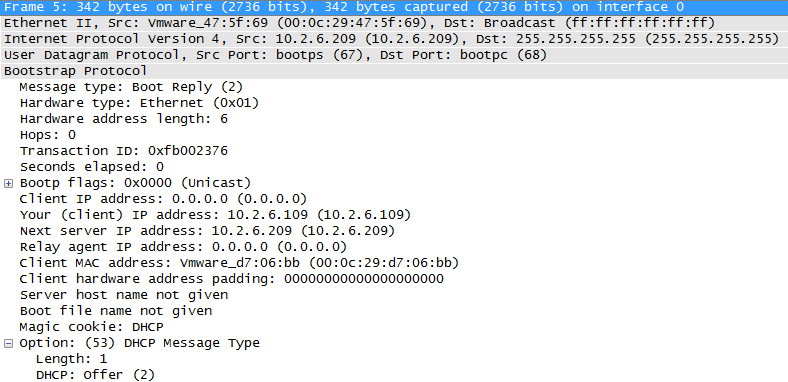 Frame 5: 342 bytes on wire (2736 bits), 342 bytes captured (2736 bits) on interface 0
Ethernet II, Src: Vmware_47:5f:69 (00:0c:29:47:5f:69), Dst: Broadcast (ff:ff:ff:ff:ff:ff)
Internet Protocol Version 4, Src: 10.2.6.209 (10.2.6.209), Dst: 255.255.255.255 (255.255.255.255)
User Datagram Protocol, Src Port: bootps (67), Dst Port: bootpc (68)
Bootstrap Protocol
Message type: Boot Reply (2)
Hardware type: Ethernet (0x01)
Hardware address length: 6
Hops: 0
Transaction ID: 0xfb002376
Seconds elapsed: 0
Bootp flags: 0x0000 (Unicast)
Client IP address: 0.0.0.0 (0.0.0.0)
Your (client) IP address: 10.2.6.109 (10.2.6.109)
Next server IP address: 10.2.6.209 (10.2.6.209)
Relay agent IP address: 0.0.0.0 (0.0.0.0)
Client MAC address: Vmware_d7:06:bb (00:0c:29:d7:06:bb)
Client hardware address padding: 00000000000000000000
Server host name not given
Boot file name not given
Magic cookie: DHCP
Option: (53) DHCP Message Type
Length: 1
DHCP: Offer (2)